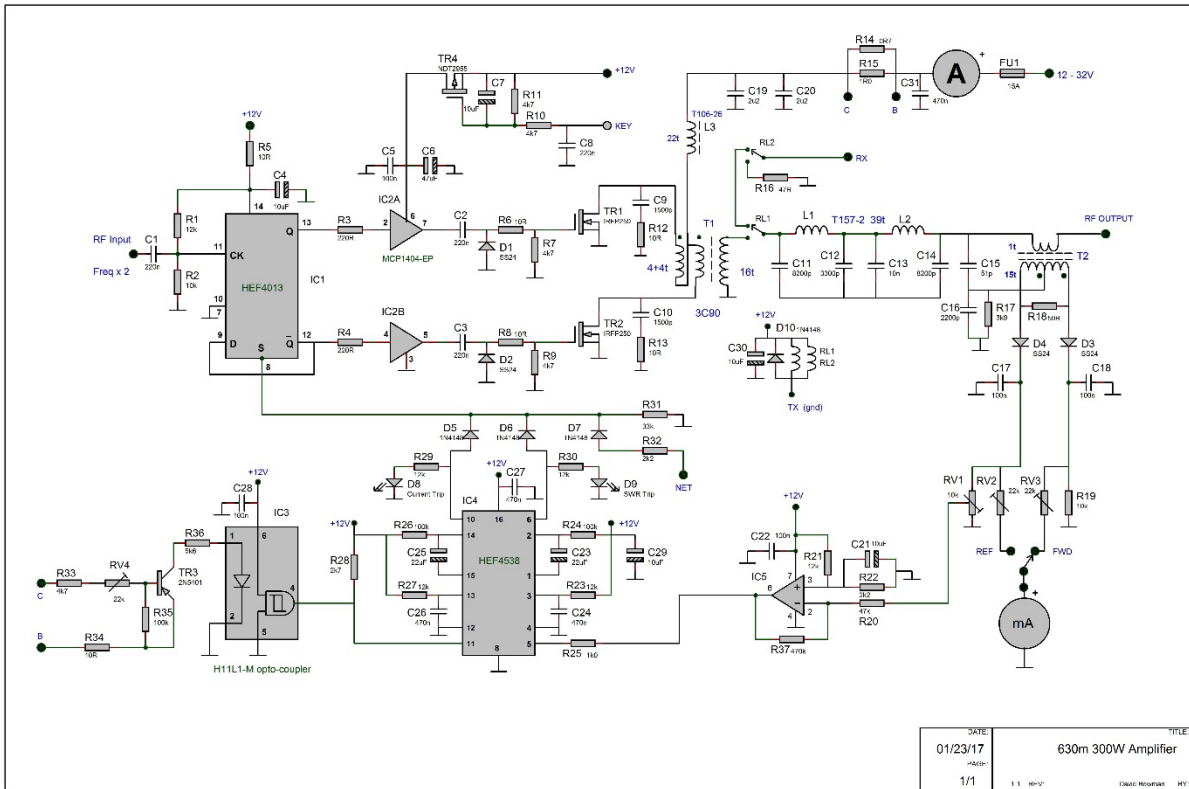 TR4
NDT2955
C7
10uF
R11
4k7
R10
4k7
+12V
KEY
C8
220n
R14 0R7
R15
1R0
C31
470n
A
+
FU1
15A
12 - 32V
C
B
C19
2u2
C20
2u2
T106-26
22t
L3
+12V
R5
10R
C4
10uF
C5
100n
C6
47uF
RL2
RX
R16 47R
R1
12k
RF Input
C1
220n
Freq x 2
R2
10k
14
13
Q
11
CK
HEF4013
IC1
10
7
9
D
12
Q
S
8
R3
220R
IC2A
2
6
7
MCP1404-EP
C2
220n
R6 10R
D1
SS24
R7
4k7
TR1
IRFP250
C9
1500p
R12
10R
T1
4+4t
16t
3C90
RL1
L1
T157-2 39t
L2
RF OUTPUT
1t
T2
15t
C11
8200p
C12
3300p
C13
10n
C14
8200p
C15
51p
C16
2200p
R17
3k9
R18 50R
R4
220R
IC2B
4
5
3
C3
220n
R8 10R
D2
SS24
R9
4k7
TR2
IRFP250
C10
1500p
R13
10R
+12V
D10 1N4148
C30
10uF
RL1
RL2
TX (gnd)
D4
SS24
D3
SS24
C17
100n
C18
100n
R31
33k
D5
1N4148
D6
1N4148
D7
1N4148
R32
2k2
NET
R29
12k
D8
Current Trip
R30
12k
D9
SWR Trip
+12V
C27
470n
IC4
HEF4538
16
10
6
14
2
15
1
13
3
12
4
11
5
8
+12V
R28
2k7
R26 100k
C25
22uF
R27 12k
C26
470n
R24 100k
+12V
C23
22uF
C29
10uF
R23 12k
C24
470n
R25 1k0
+12V
C28
100n
IC3
R36
5k6
1
6
4
2
5
H11L1-M opto-coupler
C
R33
4k7
RV4
22k
TR3
2N5401
R35
100k
B
R34
10R
+12V
C22 100n
R21
12k
C21 10uF
IC5
7
3
+
6
-
2
4
R22
2k2
47k
R20
R37 470k
RV1
10k
RV2
22k
RV3
22k
R19
10k
REF
FWD
+
mA
DATE:
01/23/17
PAGE:
1/1
TITLE:
630m 300W Amplifier
1.1 REV:
David Bowman BY: